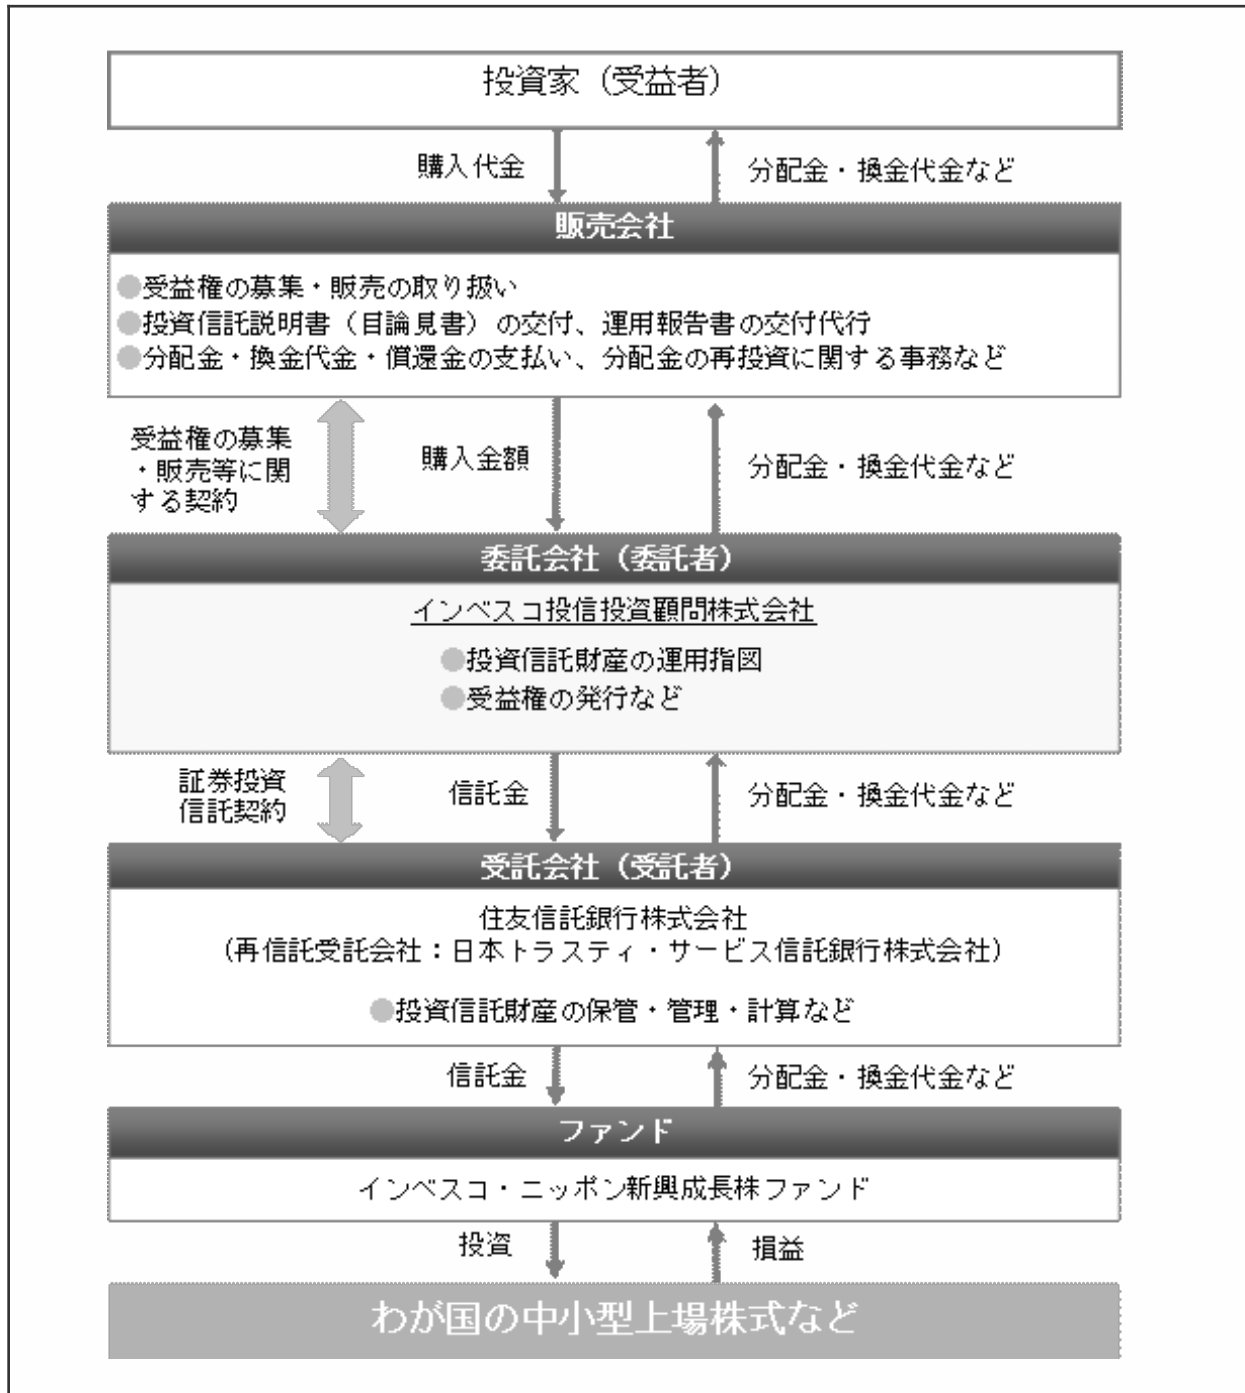 投資家（受益者）
購入代金
分配金・換金代金など
販売会社
●受益権の募集・販売の取り扱い
●投資信託説明書（目論見書）の交付、運用報告書の交付代行
●分配金・換金代金・償還金の支払い、分配金の再投資に関する事務など
受益権の募集
・販売等に関
する契約
購入金額
分配金・換金代金など
委託会社（委託者）
インベスコ投信投資顧問株式会社
●投資信託財産の運用指図
●受益権の発行など
証券投資
信託契約
信託金
分配金・換金代金など
受託会社（受託者）
住友信託銀行株式会社
（再信託受託会社：日本トラスティ・サービス信託銀行株式会社）
●投資信託財産の保管・管理・計算など
信託金
分配金・換金代金など
ファンド
インベスコ・ニッポン新興成長株ファンド
投資
損益
わが国の中小型上場株式など